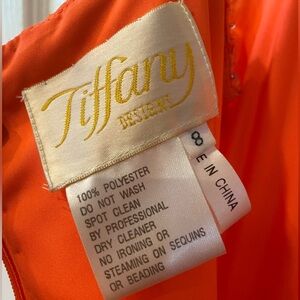 Tiffany
DESIGNS
8
E IN CHINA
100% POLYESTER
DO NOT WASH
SPOT CLEAN
BY PROFESSIONAL
DRY CLEANER
NO IRONING OR
STEAMING ON SEQUINS
OR BEADING